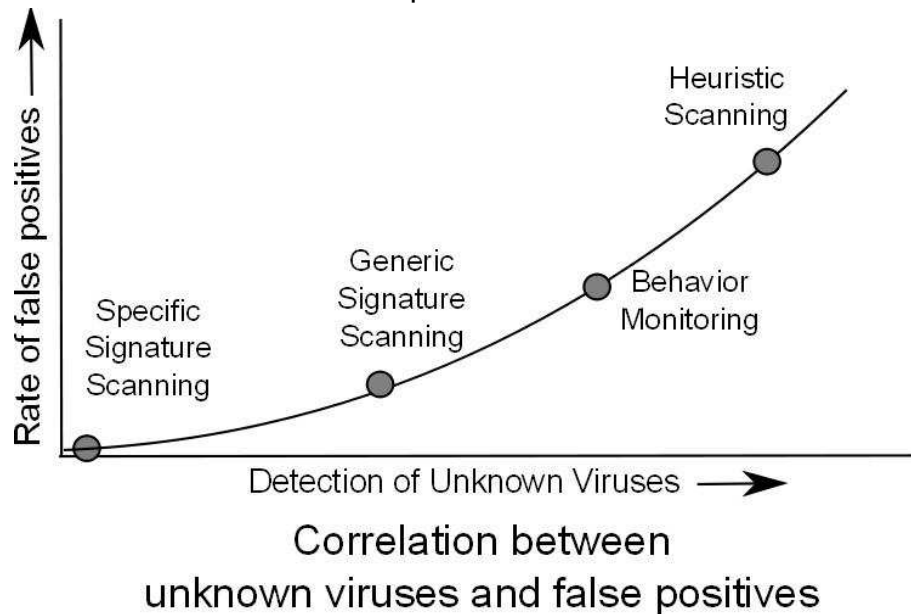 Rate of false positives
Heuristic
Scanning
Generic
Signature
Scanning
Behavior
Monitoring
Specific
Signature
Scanning
Detection of Unknown Viruses
Correlation between
unknown viruses and false positives